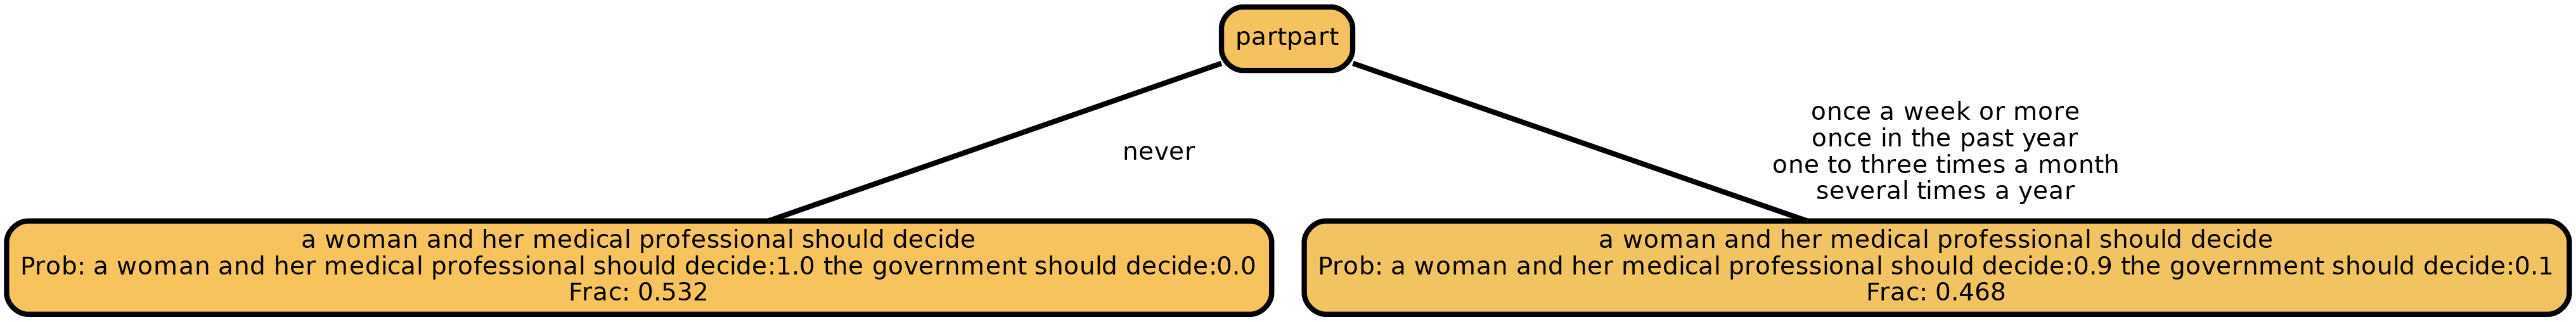 partpart
never
once a week or more
once in the past year
one to three times a month
several times a year
a woman and her medical professional should decide
Prob: a woman and her medical professional should decide:1.0 the government should decide:0.0
Frac: 0.532
a woman and her medical professional should decide
Prob: a woman and her medical professional should decide:0.9 the government should decide:0.1
Frac: 0.468